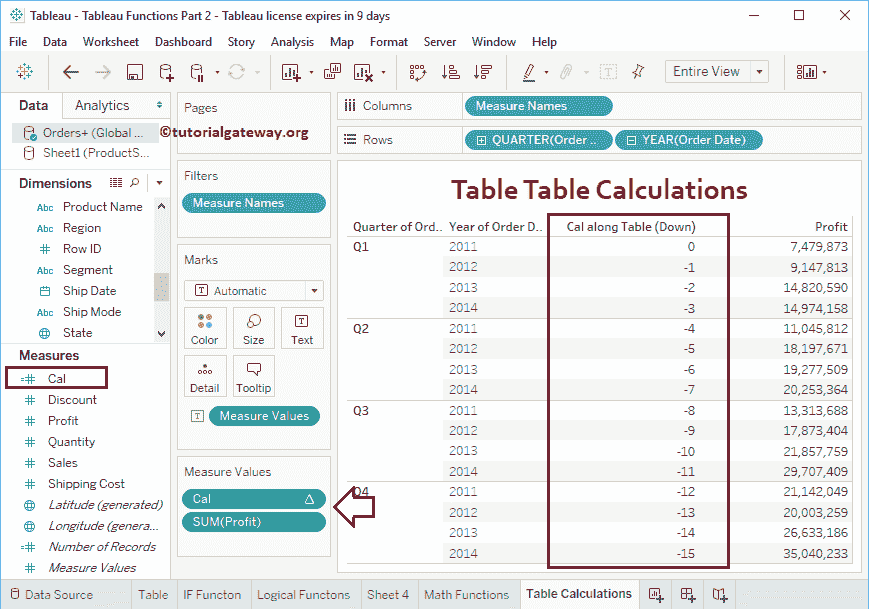 Tableau - Tableau Functions Part 2 - Tableau license expires in 9 days
File Data Worksheet Dashboard Story Analysis Map Format Server Window Help
Entire View
Data Analytics
Orders+ (Global ...
Sheet1 (ProductS...
©tutorialgateway.org
Dimensions
Abc Product Name
Abc Region
Row ID
Abc Segment
Ship Date
Abc Ship Mode
State
Measures
Cal
Discount
Profit
Quantity
Sales
Shipping Cost
Latitude (generated)
Longitude (genera...
Number of Records
Measure Values
Pages
Filters
Measure Names
Marks
Automatic
Color Size Text
Detail Tooltip
Measure Values
Measure Values
Cal
SUM(Profit)
Columns Measure Names
Rows QUARTER(Order .. YEAR(Order Date)
Table Table Calculations
Quarter of Ord.. Year of Order D.. Cal along Table (Down) Profit
Q1 2011 0 7,479,873
2012 -1 9,147,813
2013 -2 14,820,590
2014 -3 14,974,158
Q2 2011 -4 11,045,812
2012 -5 18,197,671
2013 -6 19,277,509
2014 -7 20,253,364
Q3 2011 -8 13,313,688
2012 -9 17,873,404
2013 -10 21,857,759
2014 -11 29,707,409
Q4 2011 -12 21,142,049
2012 -13 20,003,259
2013 -14 26,633,186
2014 -15 35,040,233
Data Source Table IF Functon Logical Functons Sheet 4 Math Functions Table Calculations